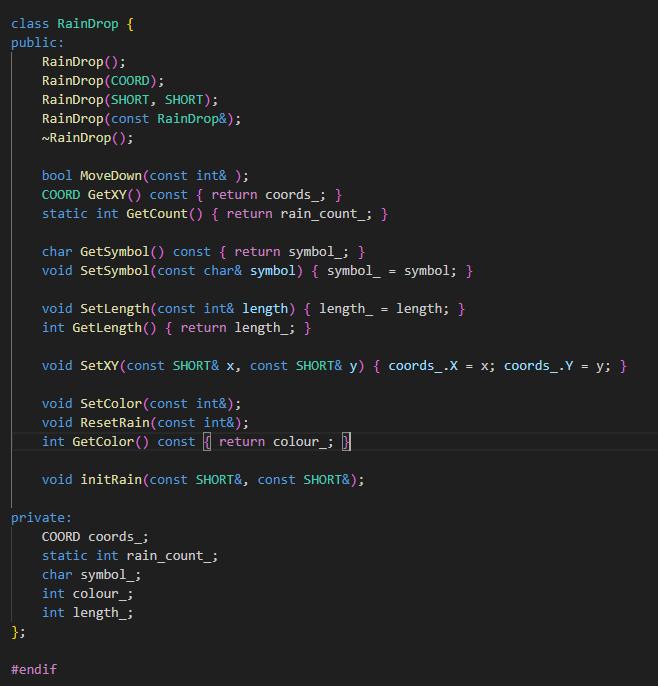 class RainDrop {
public:
    RainDrop();
    RainDrop(COORD);
    RainDrop(SHORT, SHORT);
    RainDrop(const RainDrop&);
    ~RainDrop();

    bool MoveDown(const int& );
    COORD GetXY() const { return coords_; }
    static int GetCount() { return rain_count_; }

    char GetSymbol() const { return symbol_; }
    void SetSymbol(const char& symbol) { symbol_ = symbol; }

    void SetLength(const int& length) { length_ = length; }
    int GetLength() { return length_; }

    void SetXY(const SHORT& x, const SHORT& y) { coords_.X = x; coords_.Y = y; }

    void SetColor(const int&);
    void ResetRain(const int&);
    int GetColor() const { return colour_; }

    void initRain(const SHORT&, const SHORT&);

private:
    COORD coords_;
    static int rain_count_;
    char symbol_;
    int colour_;
    int length_;
};

#endif